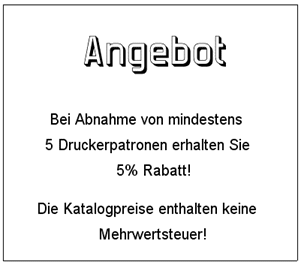 Angebot
Bei Abnahme von mindestens
5 Druckerpatronen erhalten Sie
5% Rabatt!
Die Katalogpreise enthalten keine
Mehrwertsteuer!